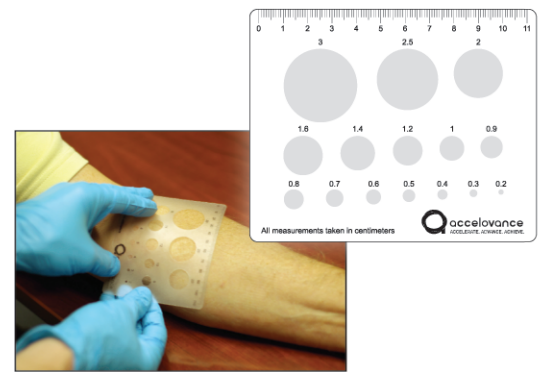 0 1 2 3 4 5 6 7 8 9 10 11
3 2.5 2
1.6 1.4 1.2 1 0.9
0.8 0.7 0.6 0.5 0.4 0.3 0.2
accelovance
ACCELERATE. ADVANCE. ACHIEVE.
All measurements taken in centimeters